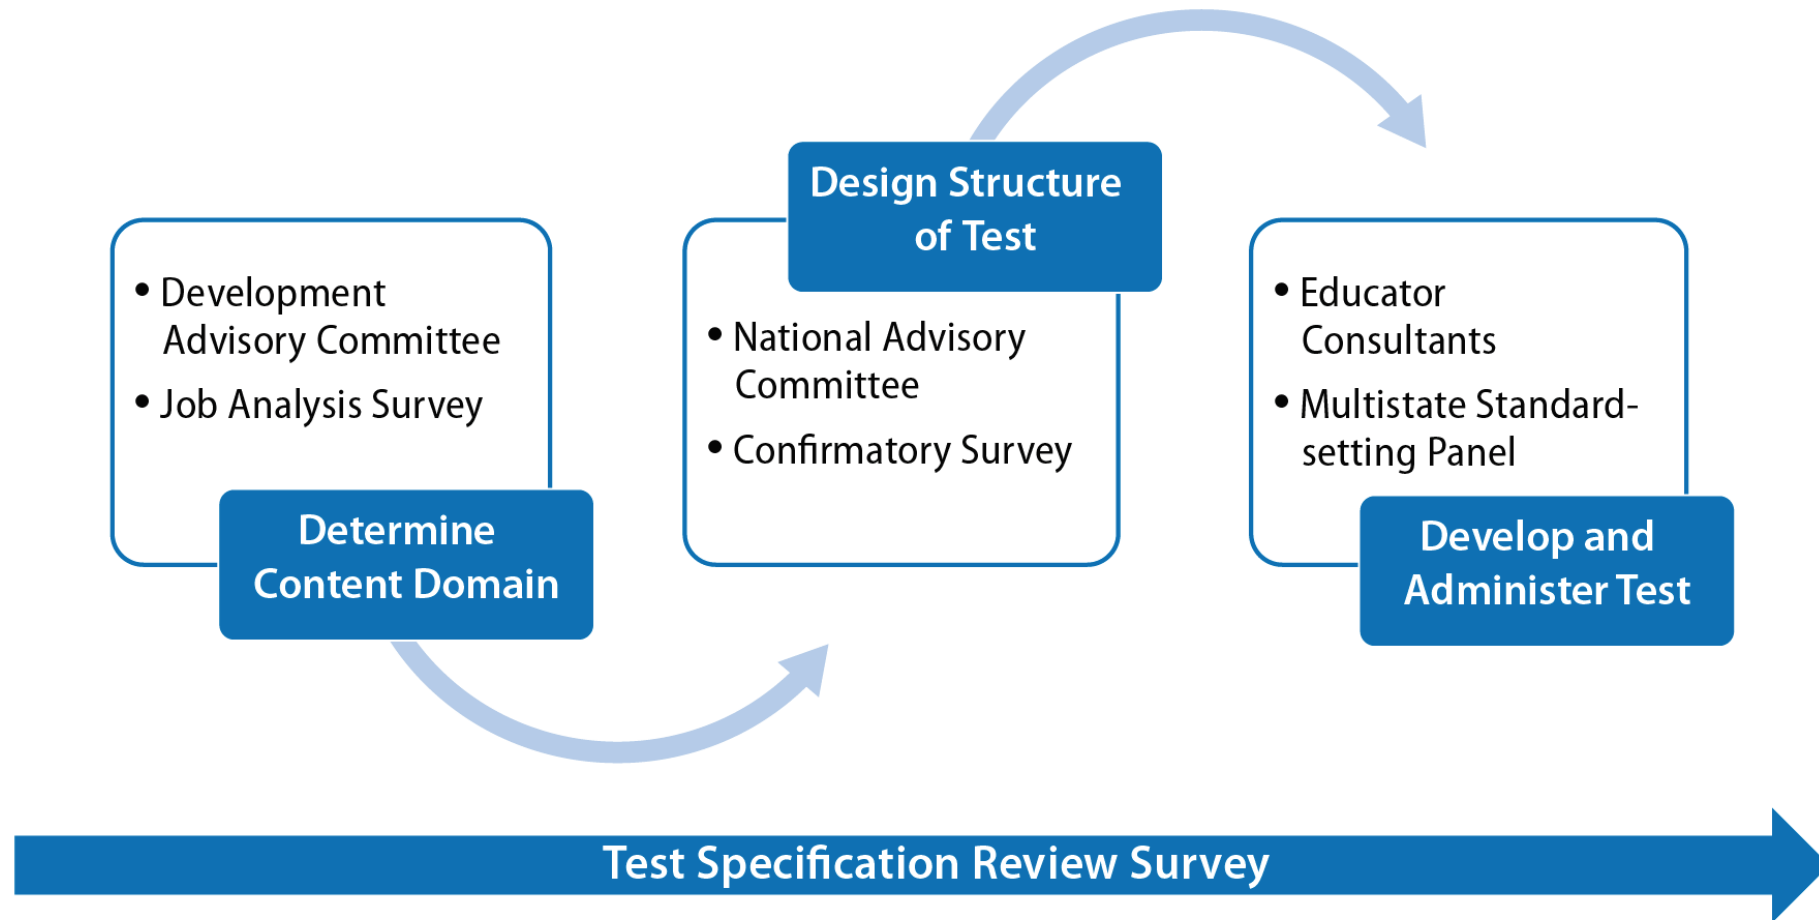 • Development
Advisory Committee
• Job Analysis Survey
Determine
Content Domain
Design Structure
of Test
• National Advisory
Committee
• Confirmatory Survey
• Educator
Consultants
• Multistate Standard-
setting Panel
Develop and
Administer Test
Test Specification Review Survey